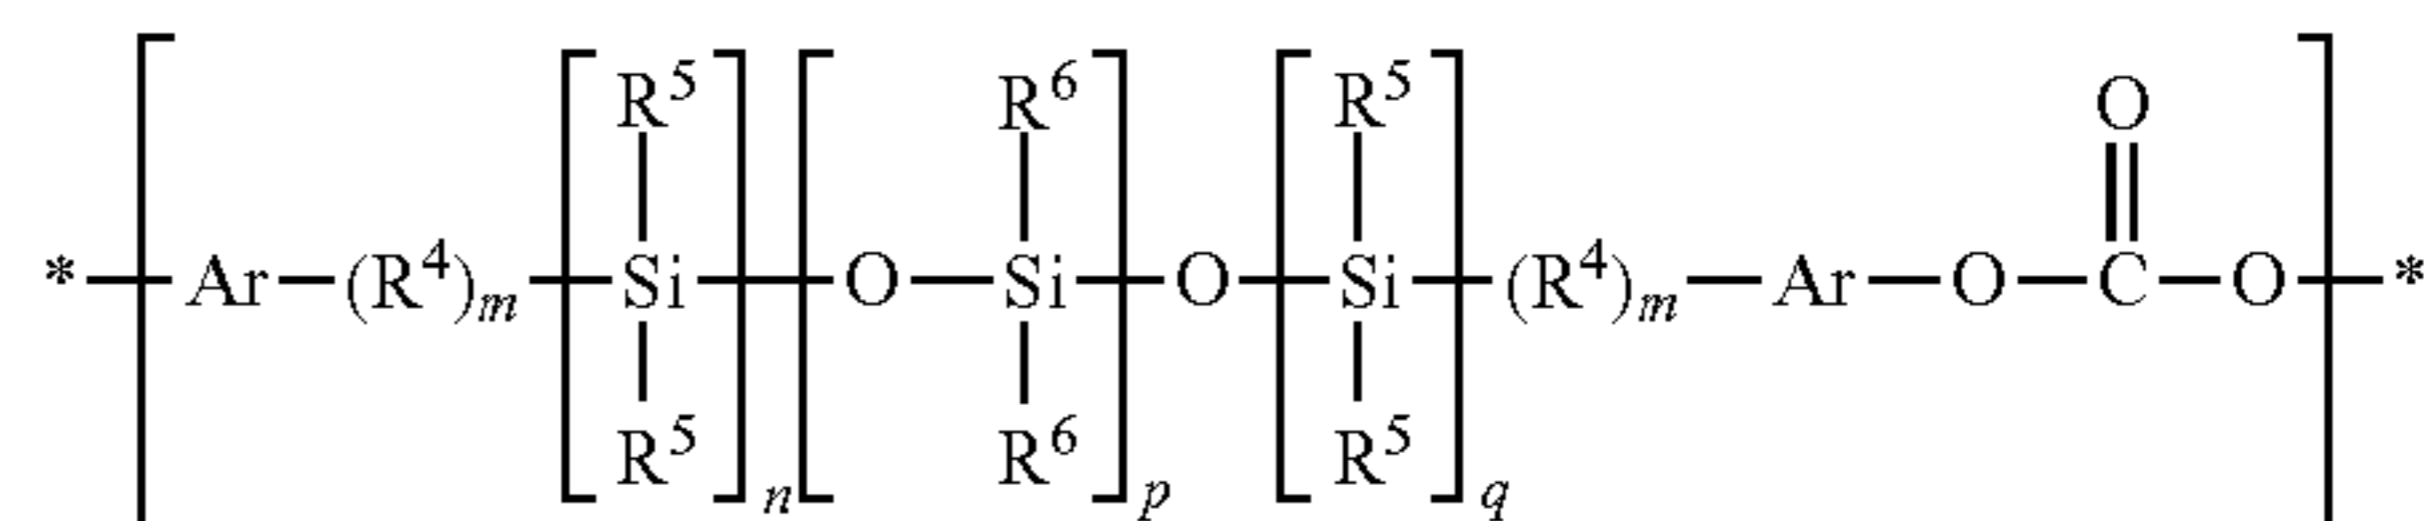 R⁵ R⁶ R⁵ O
* Ar (R⁴)m Si O Si O Si (R⁴)m Ar O C O *
R⁵ R⁶ R⁵
n p q